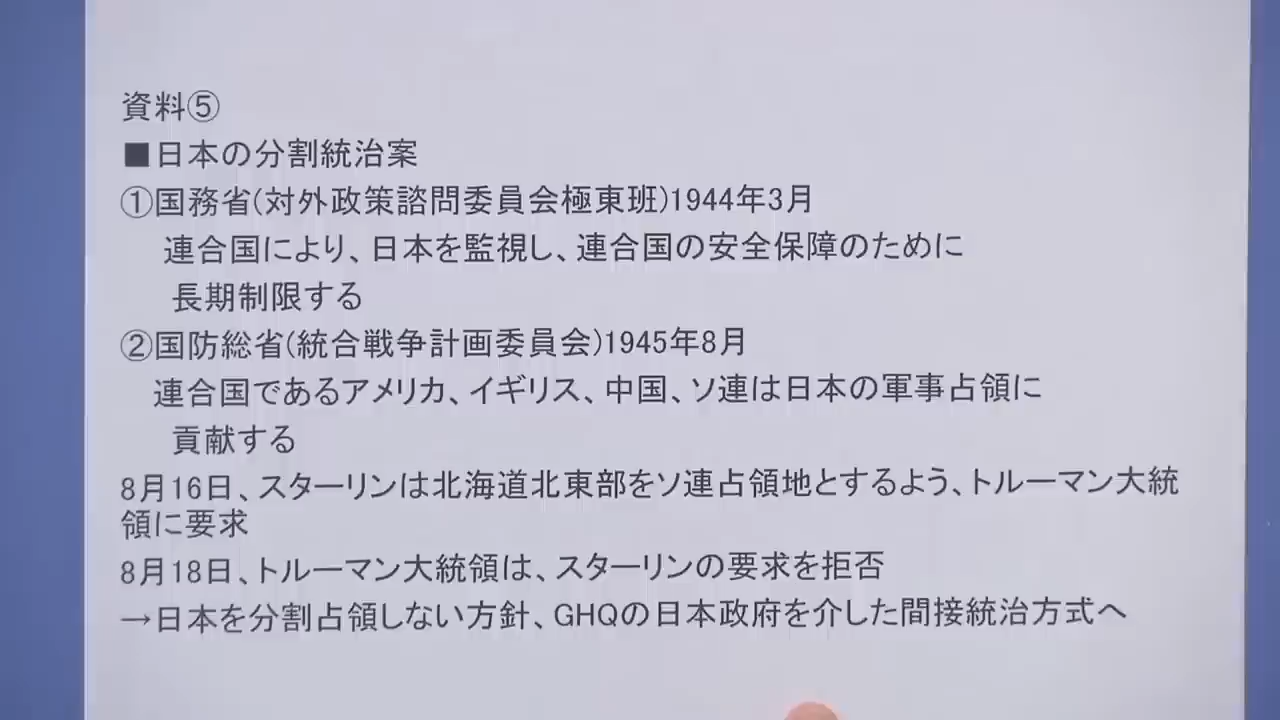 資料⑤
■日本の分割統治案
①国務省(対外政策諮問委員会極東班)1944年3月
連合国により、日本を監視し、連合国の安全保障のために
長期制限する
②国防総省(統合戦争計画委員会)1945年8月
連合国であるアメリカ、イギリス、中国、ソ連は日本の軍事占領に
貢献する
8月16日、スターリンは北海道北東部をソ連占領地とするよう、トルーマン大統
領に要求
8月18日、トルーマン大統領は、スターリンの要求を拒否
→日本を分割占領しない方針、GHQの日本政府を介した間接統治方式へ